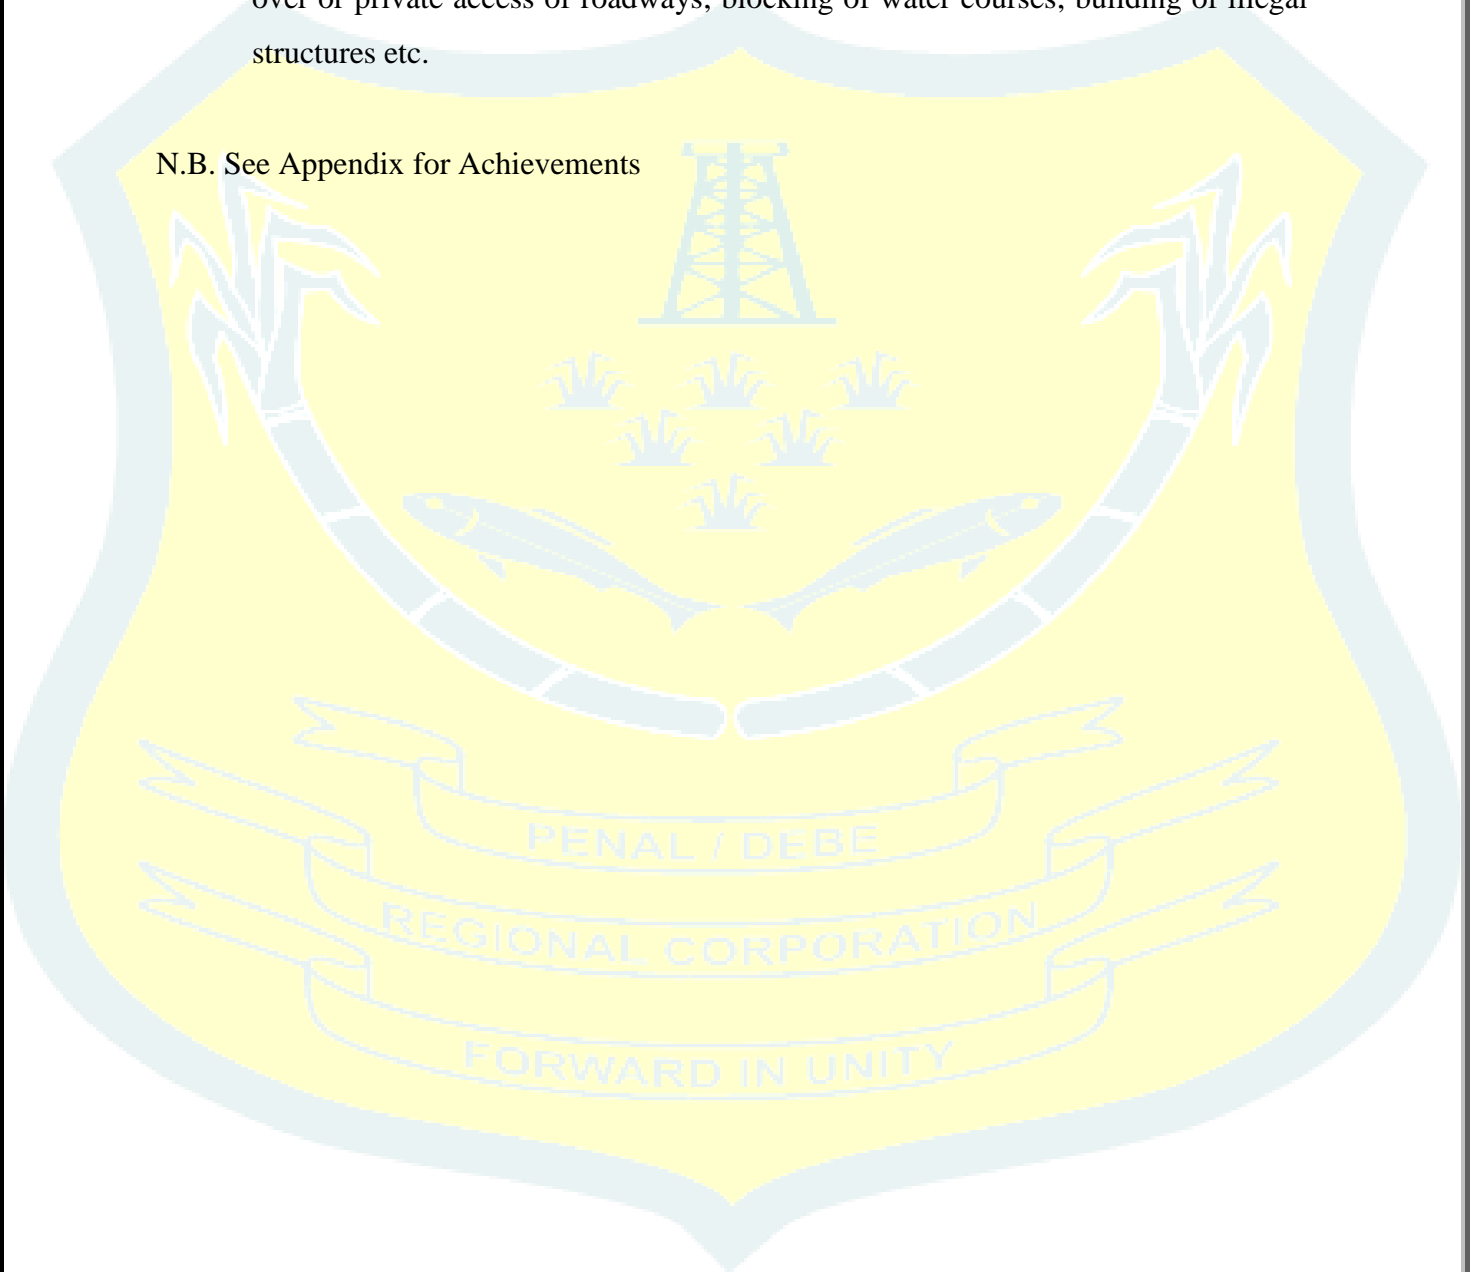 over or private access of roadways, blocking of water courses, building of illegal
structures etc.
N.B. See Appendix for Achievements
PENAL / DEBE
REGIONAL CORPORATION
FORWARD IN UNITY